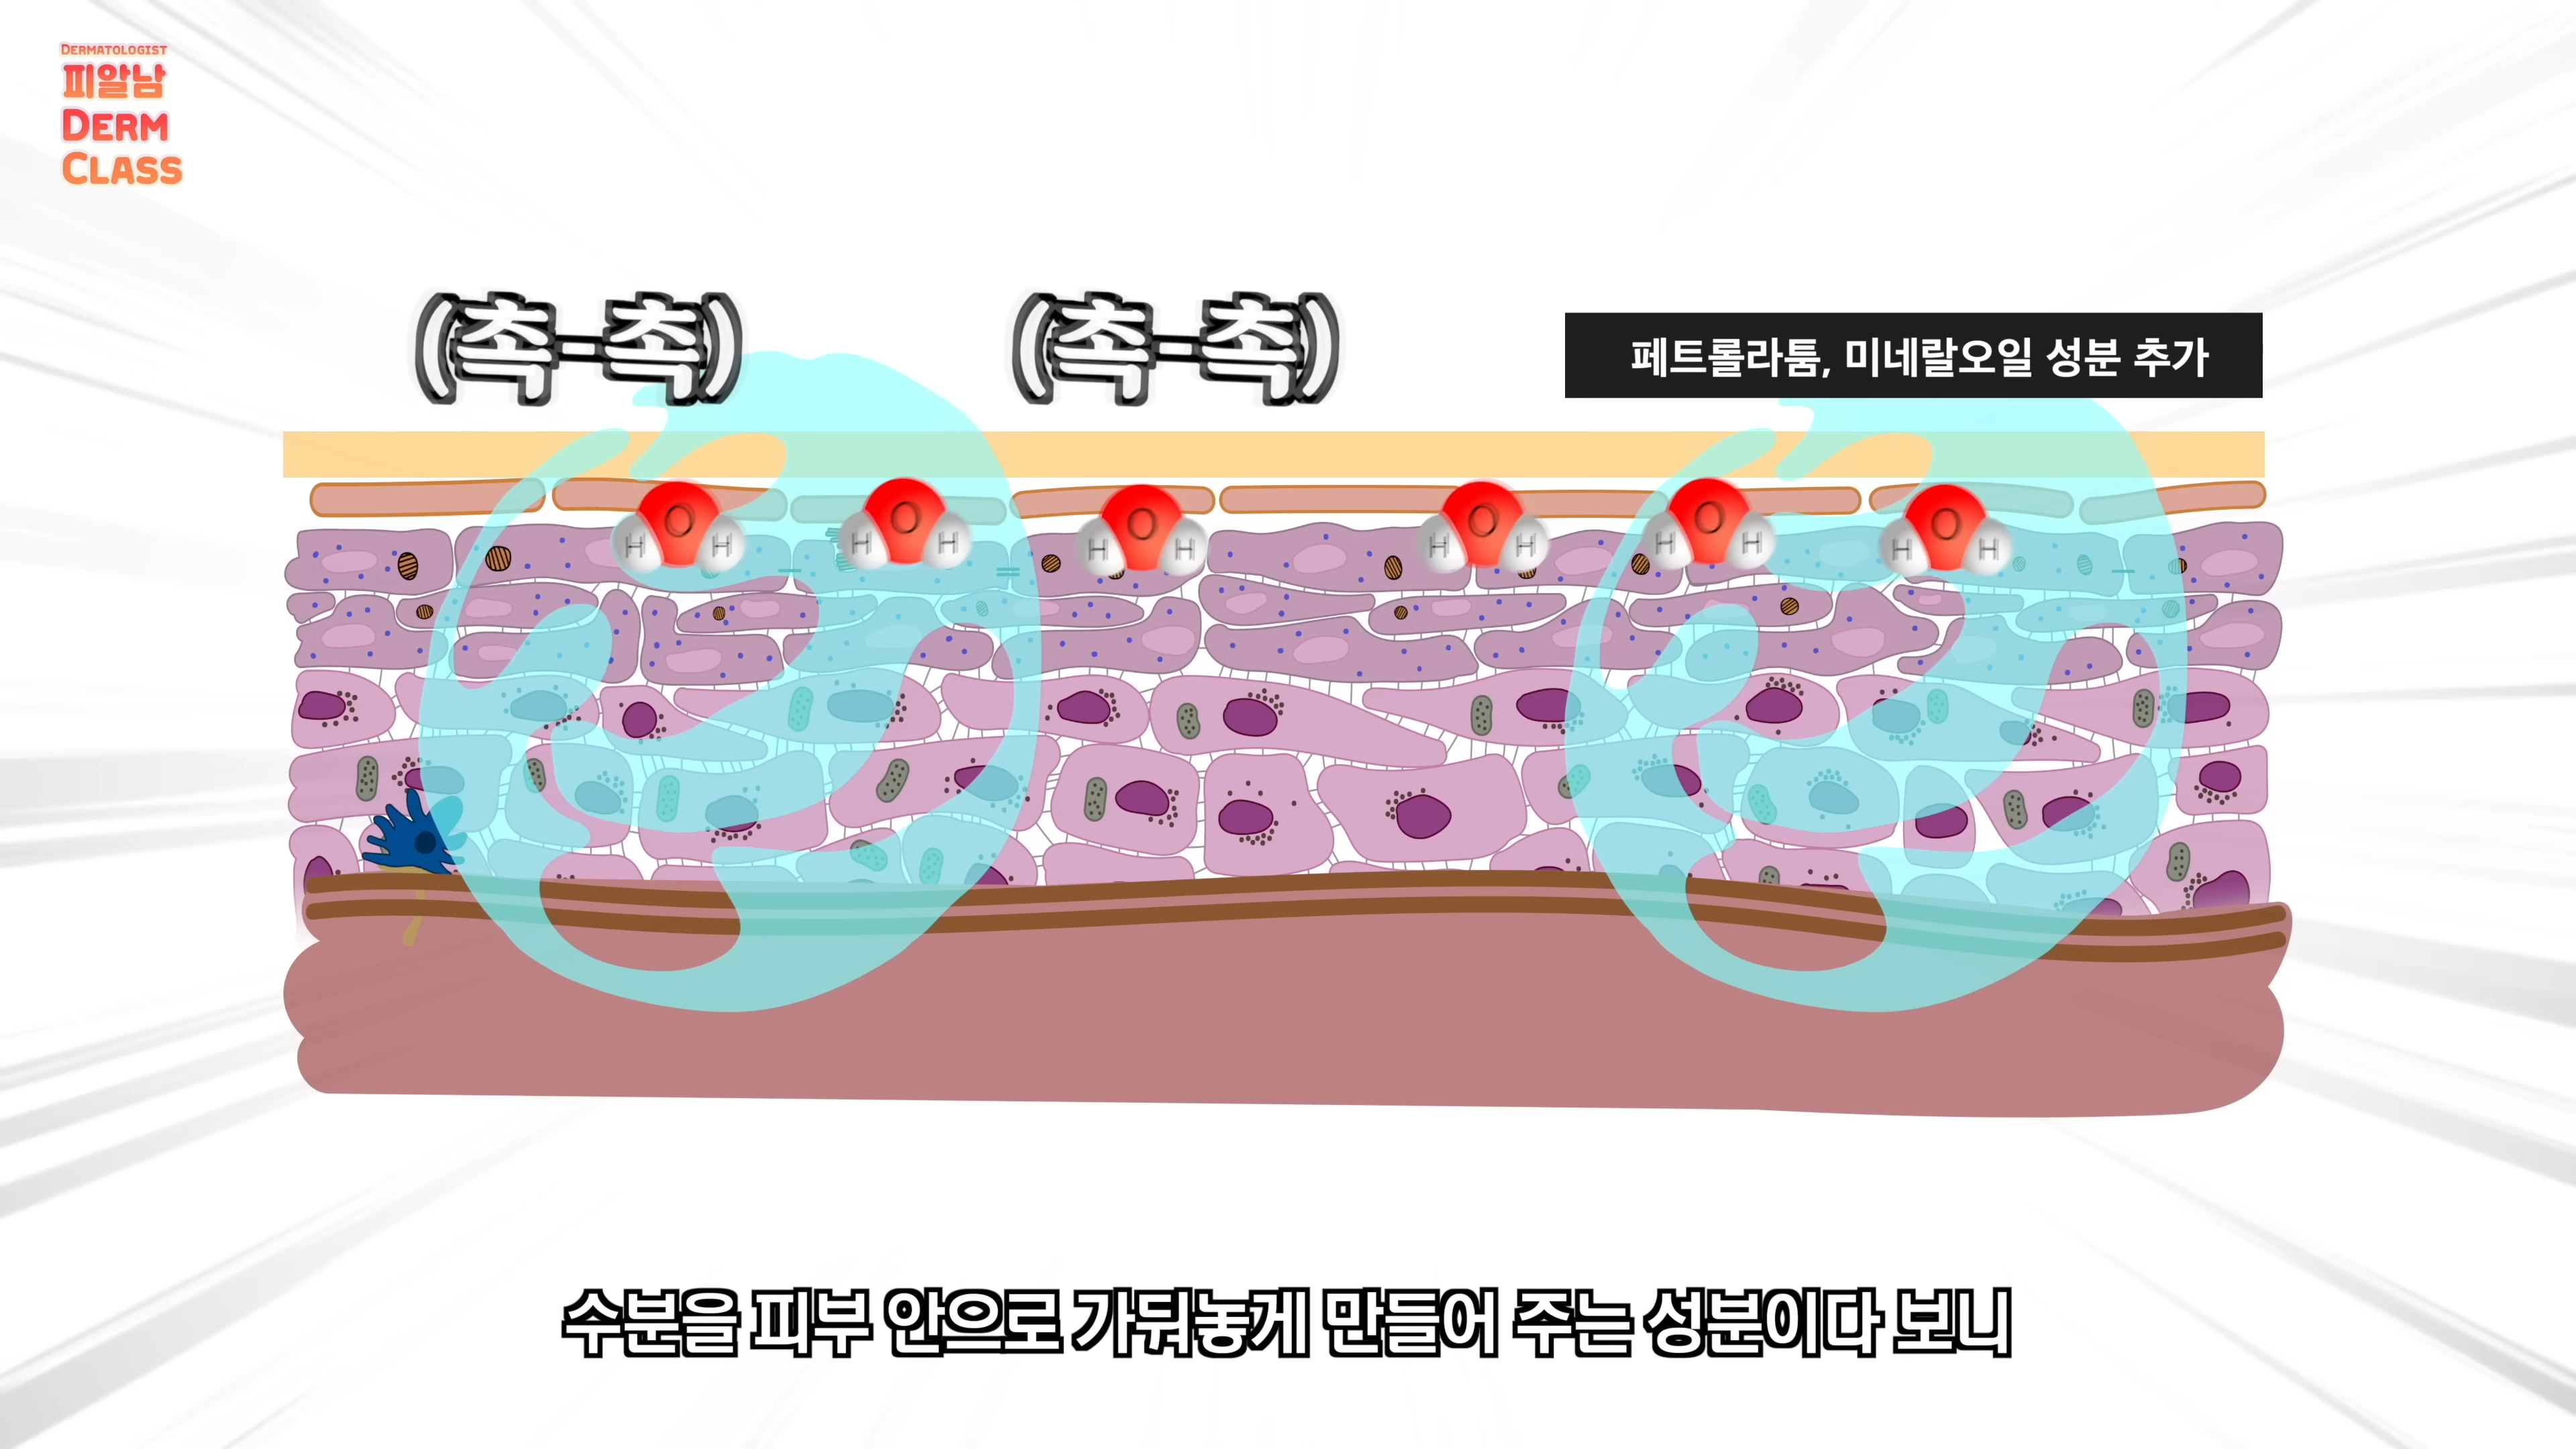 DERMATOLOGIST
피알남
DERM
CLASS
(촉-촉)
(촉-촉)
페트롤라툼, 미네랄오일 성분 추가
O
H
H
O
H
H
O
H
H
O
H
H
O
H
H
O
H
H
수분을 피부 안으로 가둬놓게 만들어 주는 성분이다 보니